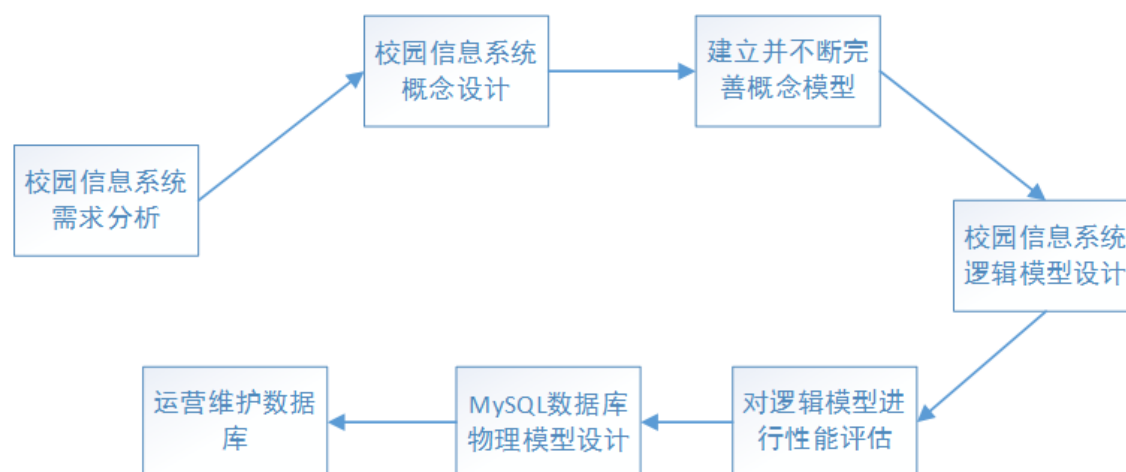 校园信息系统
需求分析
校园信息系统
概念设计
建立并不断完
善概念模型
校园信息系统
逻辑模型设计
对逻辑模型进
行性能评估
MySQL数据库
物理模型设计
运营维护数据
库